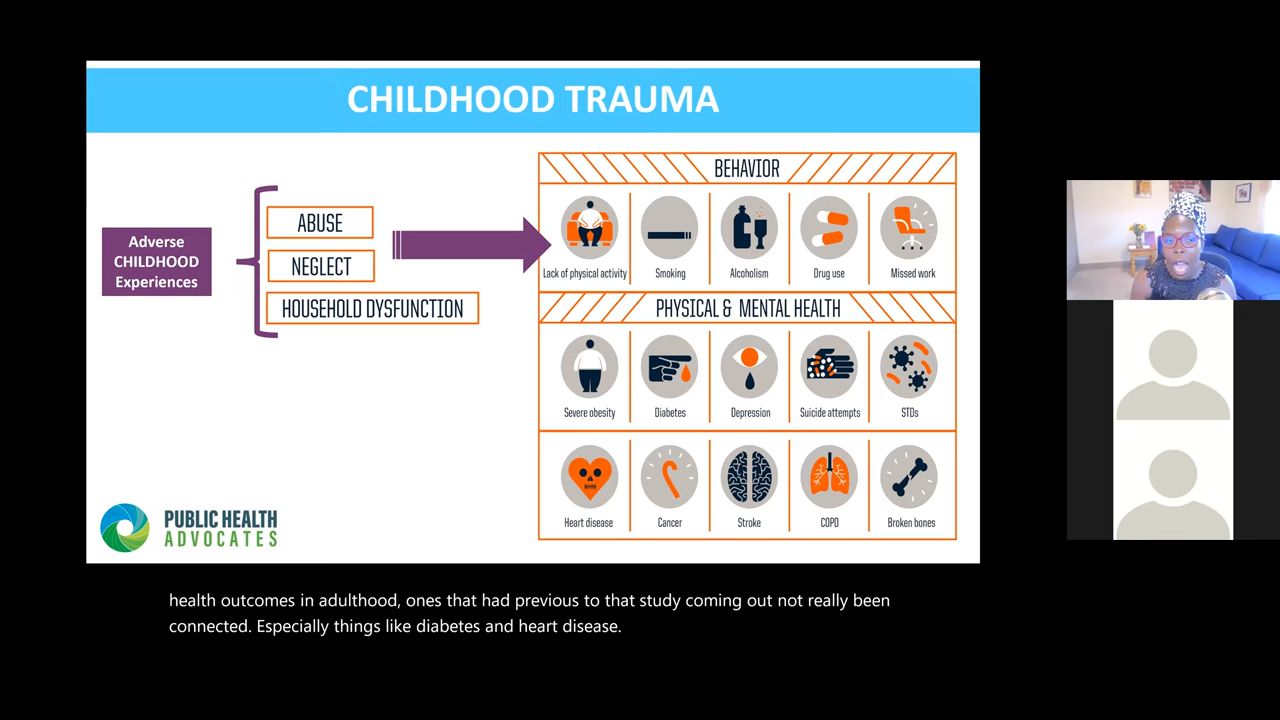 CHILDHOOD TRAUMA
Adverse
CHILDHOOD
Experiences
ABUSE
NEGLECT
HOUSEHOLD DYSFUNCTION
BEHAVIOR
Lack of physical activity
Smoking
Alcoholism
Drug use
Missed work
PHYSICAL & MENTAL HEALTH
Severe obesity
Diabetes
Depression
Suicide attempts
STDs
Heart disease
Cancer
Stroke
COPD
Broken bones
PUBLIC HEALTH
ADVOCATES
health outcomes in adulthood, ones that had previous to that study coming out not really been
connected. Especially things like diabetes and heart disease.